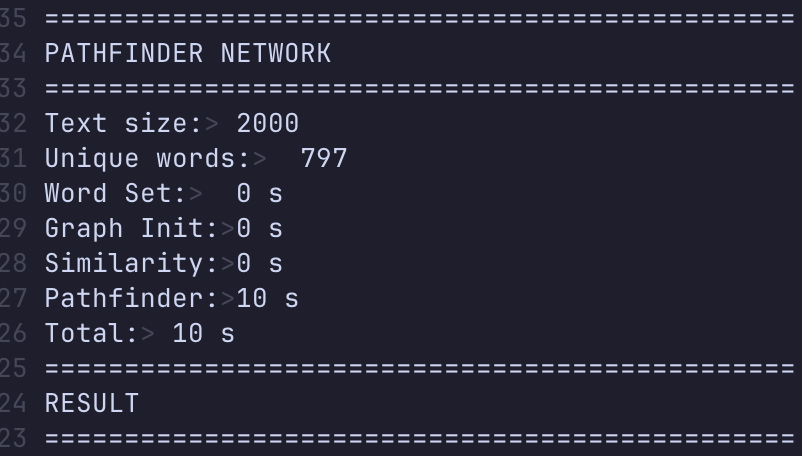 35 ===============================================
34 PATHFINDER NETWORK
33 ===============================================
32 Text size:> 2000
31 Unique words:>  797
30 Word Set:>  0 s
29 Graph Init:>0 s
28 Similarity:>0 s
27 Pathfinder:>10 s
26 Total:> 10 s
25 ===============================================
24 RESULT
23 ===============================================